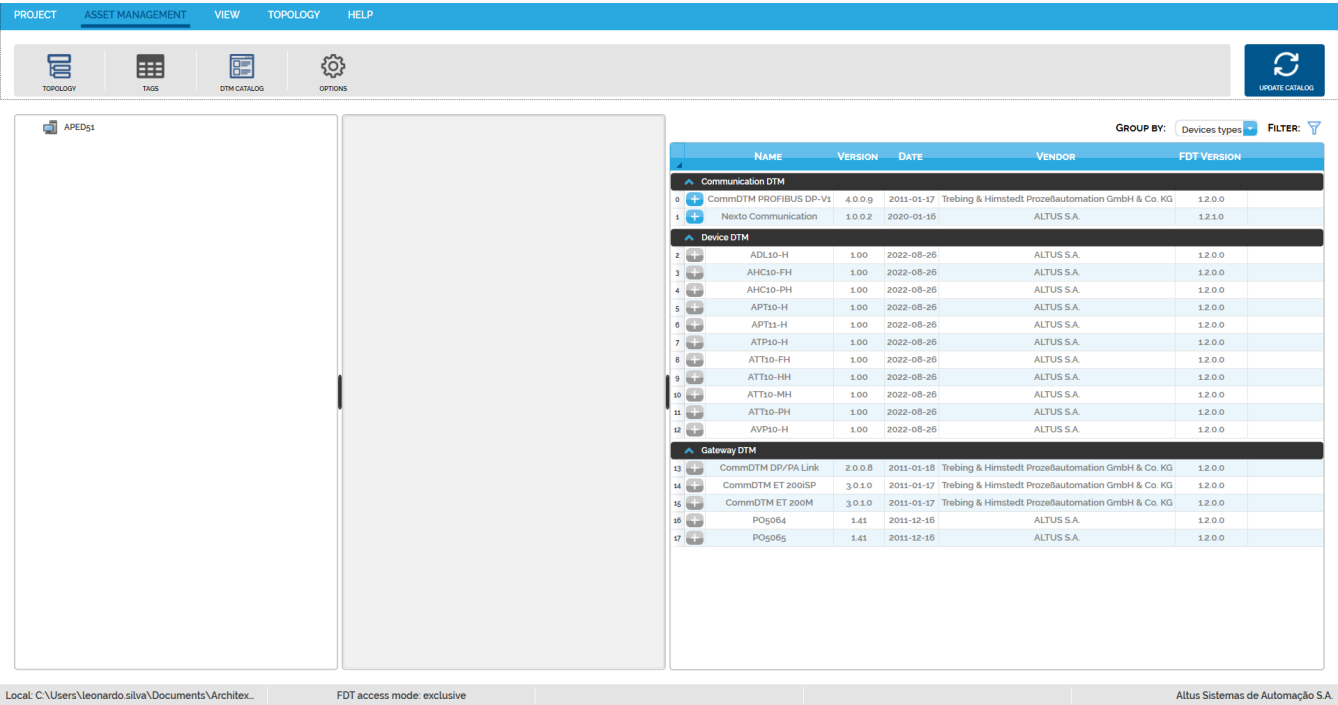 PROJECT ASSET MANAGEMENT VIEW TOPOLOGY HELP
TOPOLOGY TAGS DTM CATALOG OPTIONS UPDATE CATALOG
APED51
GROUP BY: Devices types FILTER:
NAME VERSION DATE VENDOR FDT VERSION
Communication DTM
0 CommDTM PROFIBUS DP-V1 4.0.0.9 2011-01-17 Trebing & Himstedt Prozeßautomation GmbH & Co. KG 1.2.0.0
1 Nexto Communication 1.0.0.2 2020-01-16 ALTUS S.A. 1.2.1.0
Device DTM
2 ADL10-H 1.00 2022-08-26 ALTUS S.A. 1.2.0.0
3 AHC10-FH 1.00 2022-08-26 ALTUS S.A. 1.2.0.0
4 AHC10-PH 1.00 2022-08-26 ALTUS S.A. 1.2.0.0
5 APT10-H 1.00 2022-08-26 ALTUS S.A. 1.2.0.0
6 APT11-H 1.00 2022-08-26 ALTUS S.A. 1.2.0.0
7 ATP10-H 1.00 2022-08-26 ALTUS S.A. 1.2.0.0
8 ATT10-FH 1.00 2022-08-26 ALTUS S.A. 1.2.0.0
9 ATT10-HH 1.00 2022-08-26 ALTUS S.A. 1.2.0.0
10 ATT10-MH 1.00 2022-08-26 ALTUS S.A. 1.2.0.0
11 ATT10-PH 1.00 2022-08-26 ALTUS S.A. 1.2.0.0
12 AVP10-H 1.00 2022-08-26 ALTUS S.A. 1.2.0.0
Gateway DTM
13 CommDTM DP/PA Link 2.0.0.8 2011-01-18 Trebing & Himstedt Prozeßautomation GmbH & Co. KG 1.2.0.0
14 CommDTM ET 200iSP 3.0.1.0 2011-01-17 Trebing & Himstedt Prozeßautomation GmbH & Co. KG 1.2.0.0
15 CommDTM ET 200M 3.0.1.0 2011-01-17 Trebing & Himstedt Prozeßautomation GmbH & Co. KG 1.2.0.0
16 PO5064 1.41 2011-12-16 ALTUS S.A. 1.2.0.0
17 PO5065 1.41 2011-12-16 ALTUS S.A. 1.2.0.0
Local: C:\Users\leonardo.silva\Documents\Architex... FDT access mode: exclusive Altus Sistemas de Automação S.A.